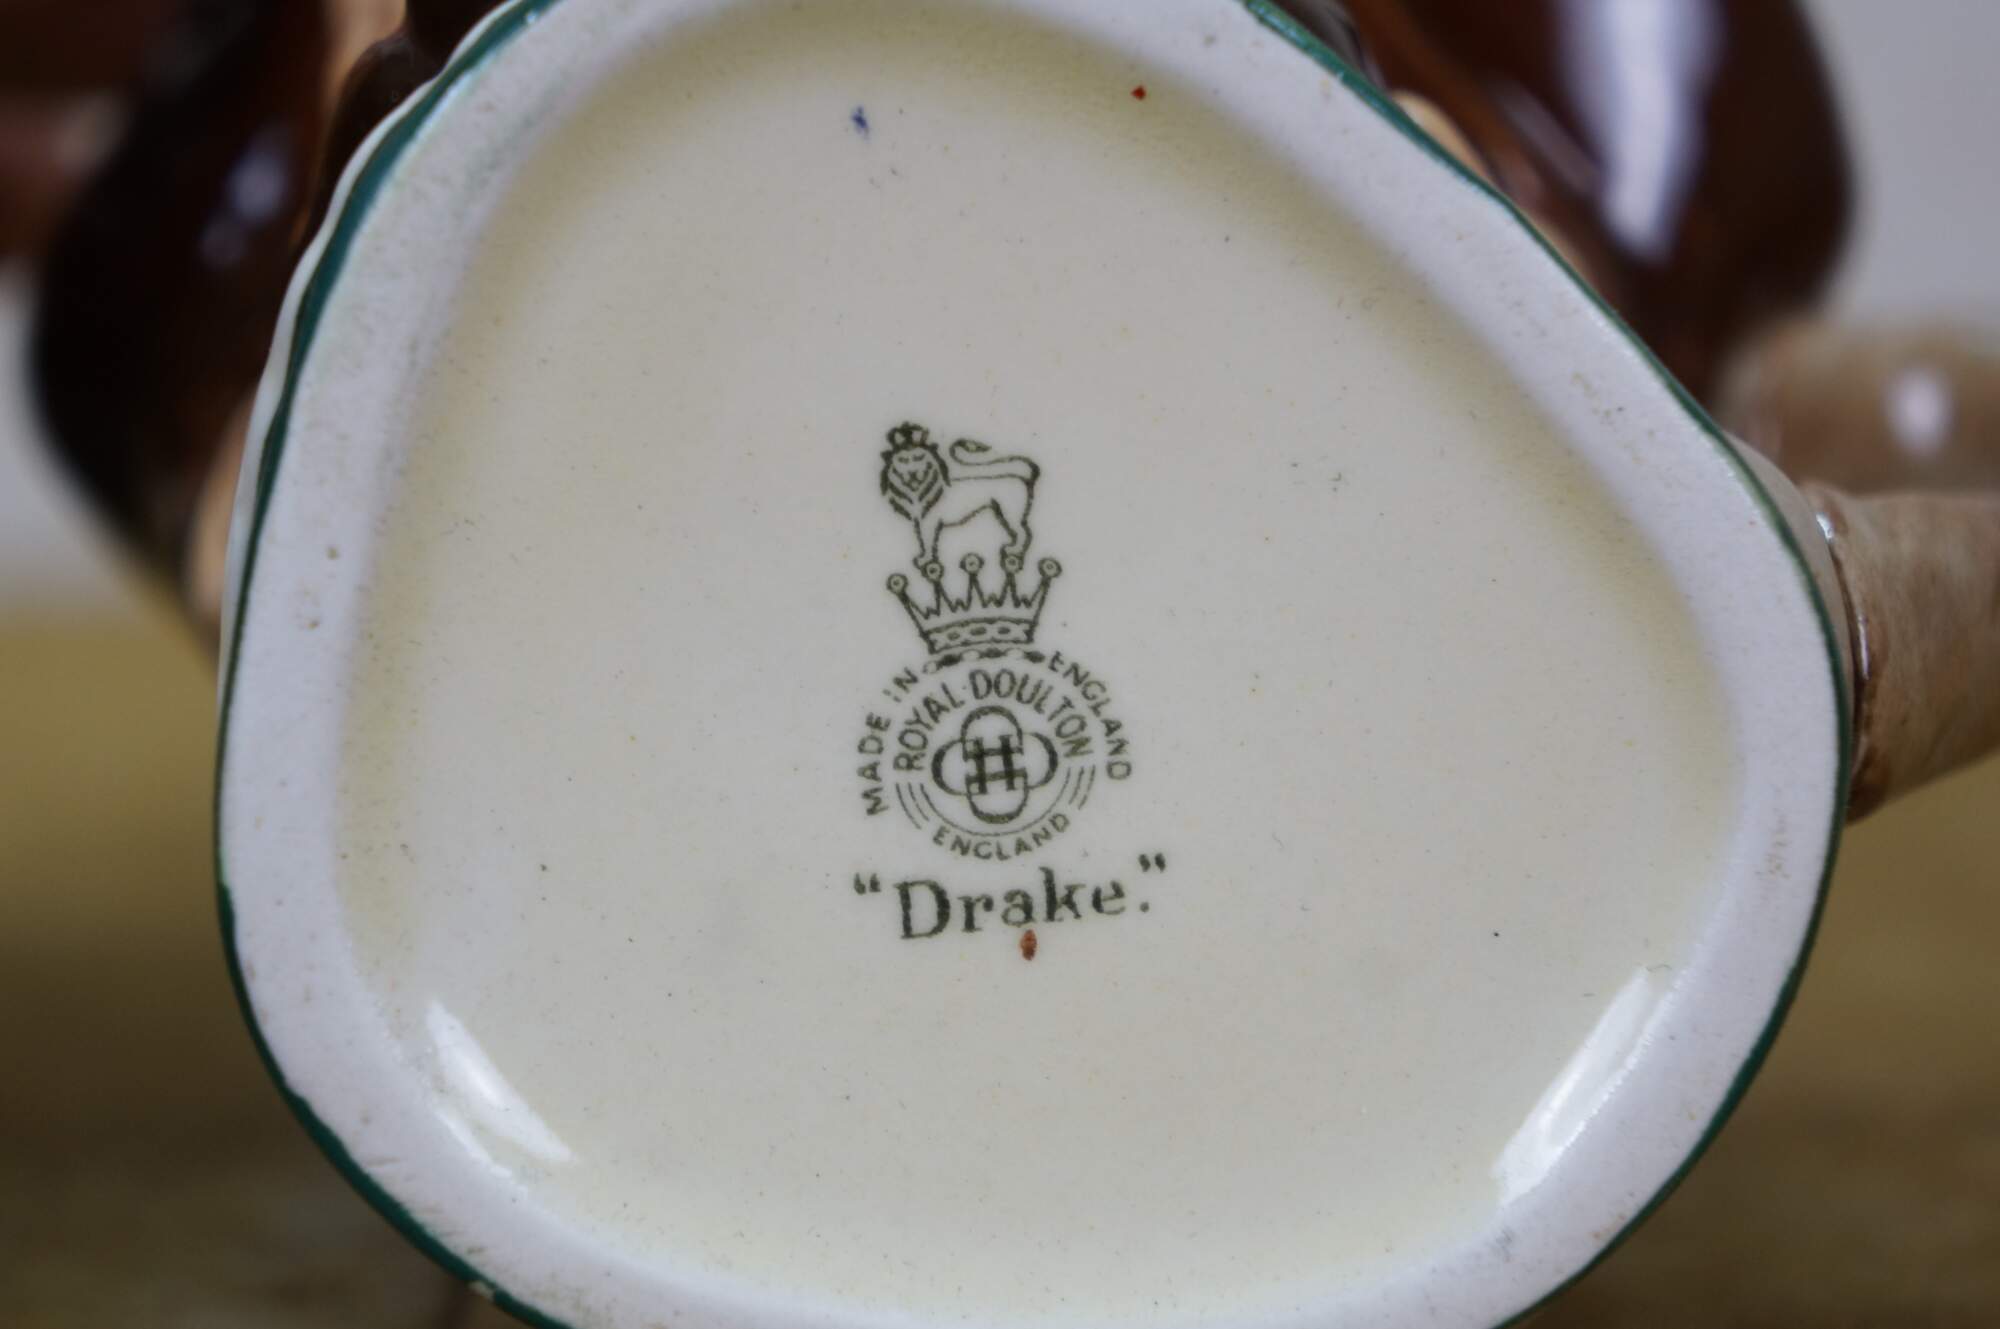 MADE IN ENGLAND
ROYAL·DOULTON
ENGLAND
“Drake.”